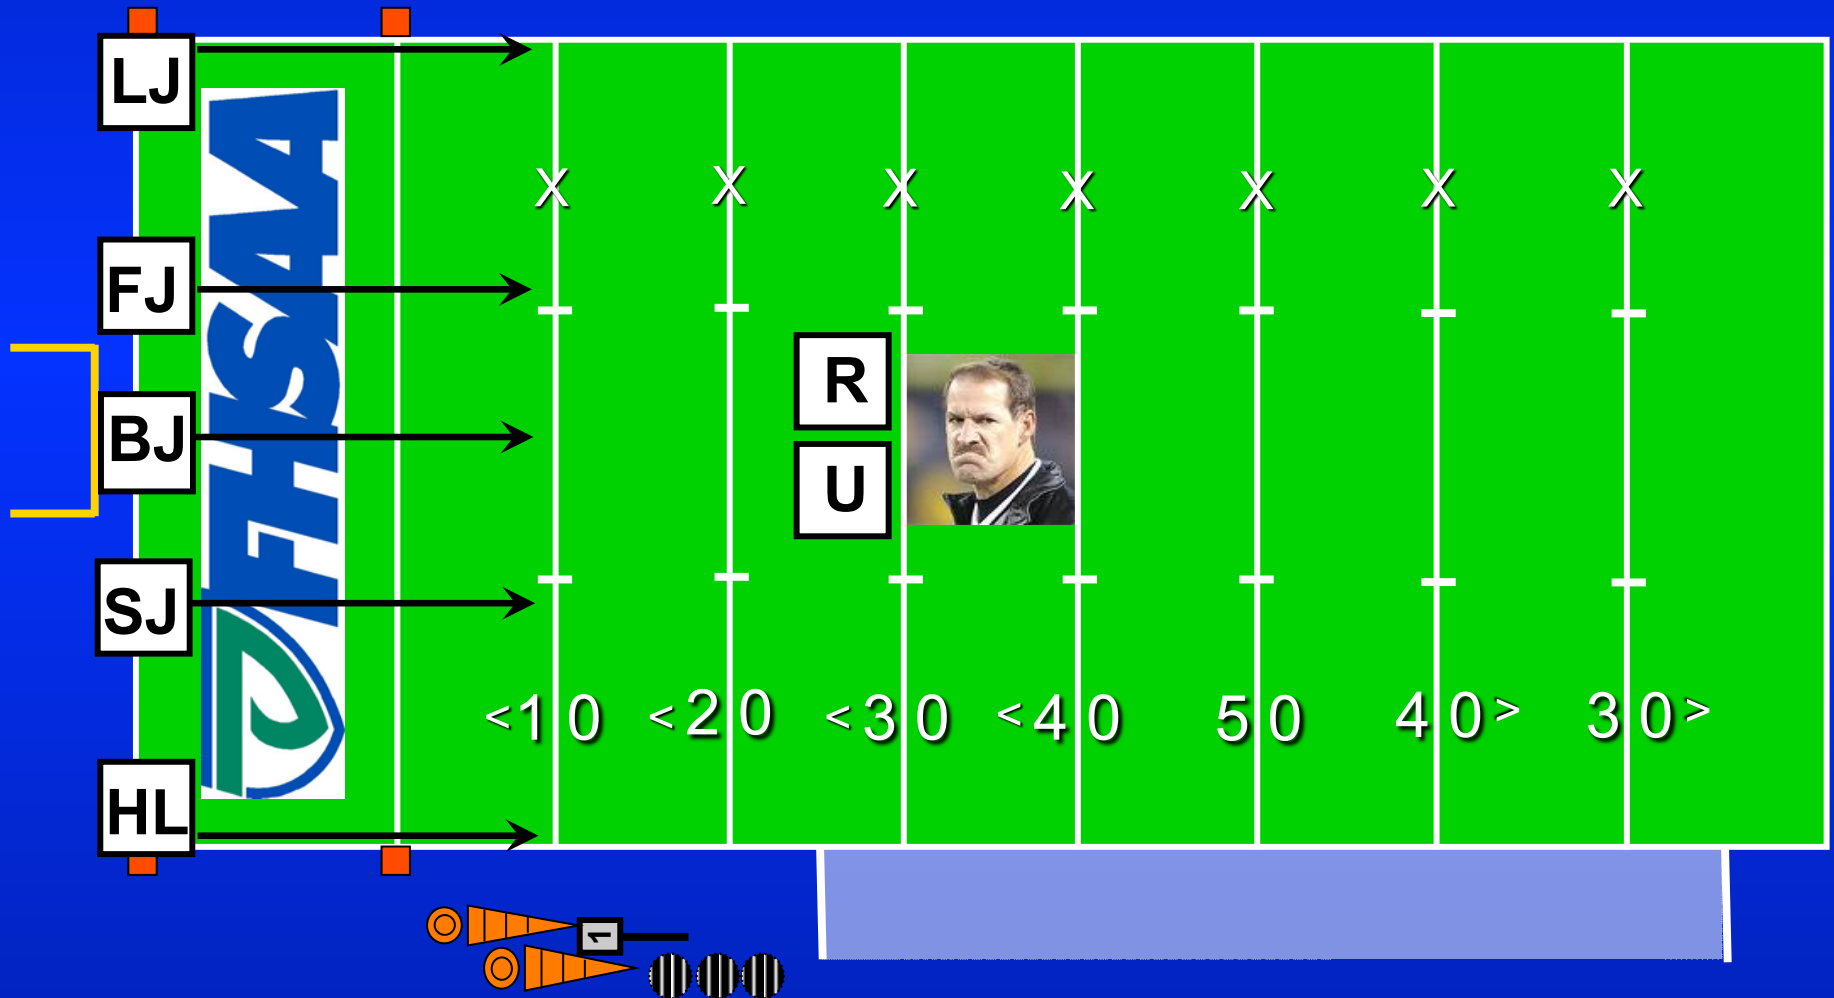 LJ
FHSAA
X X X X X X X
FJ
R
BJ
U
SJ
<10 <20 <30 <40 50 40> 30>
HL
1